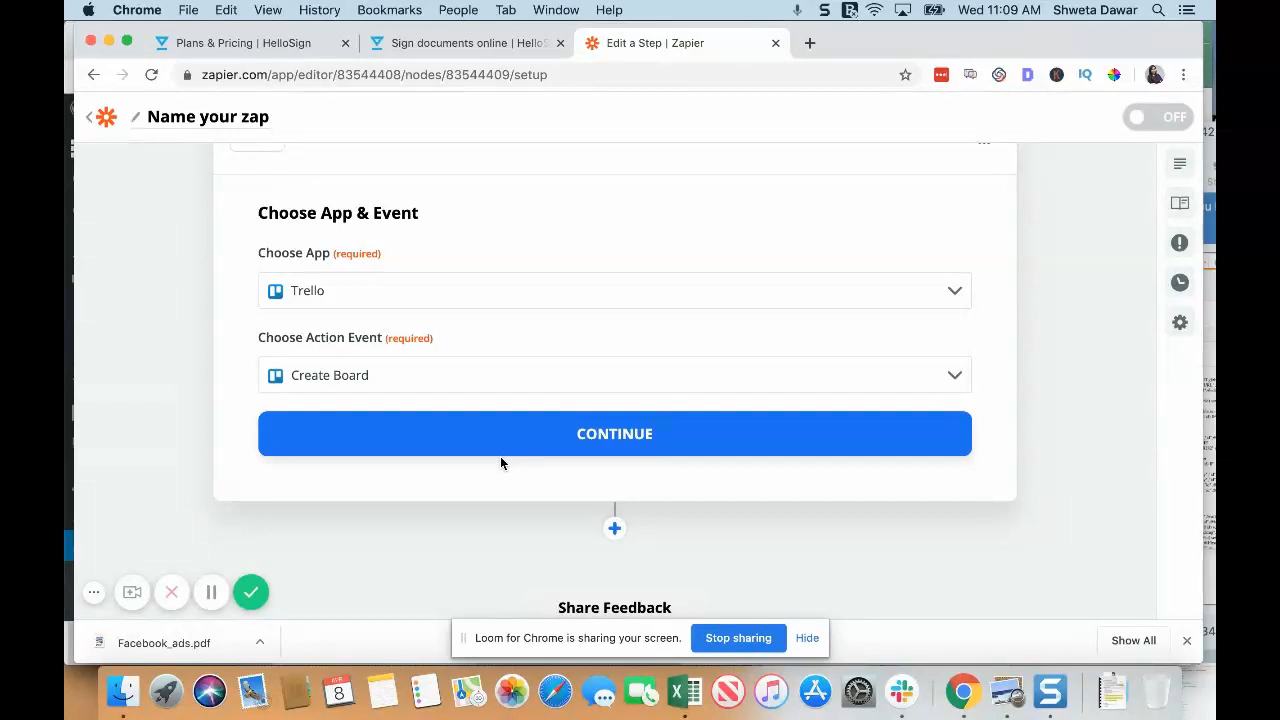 Chrome File Edit View History Bookmarks People Tab Window Help Wed 11:09 AM Shweta Dawar
Plans & Pricing | HelloSign
Sign documents online | HelloS
Edit a Step | Zapier
zapier.com/app/editor/83544408/nodes/83544409/setup
IQ
Name your zap
OFF
Choose App & Event
Choose App (required)
Trello
Choose Action Event (required)
Create Board
CONTINUE
Share Feedback
Loom for Chrome is sharing your screen. Stop sharing Hide
Facebook_ads.pdf
Show All
8